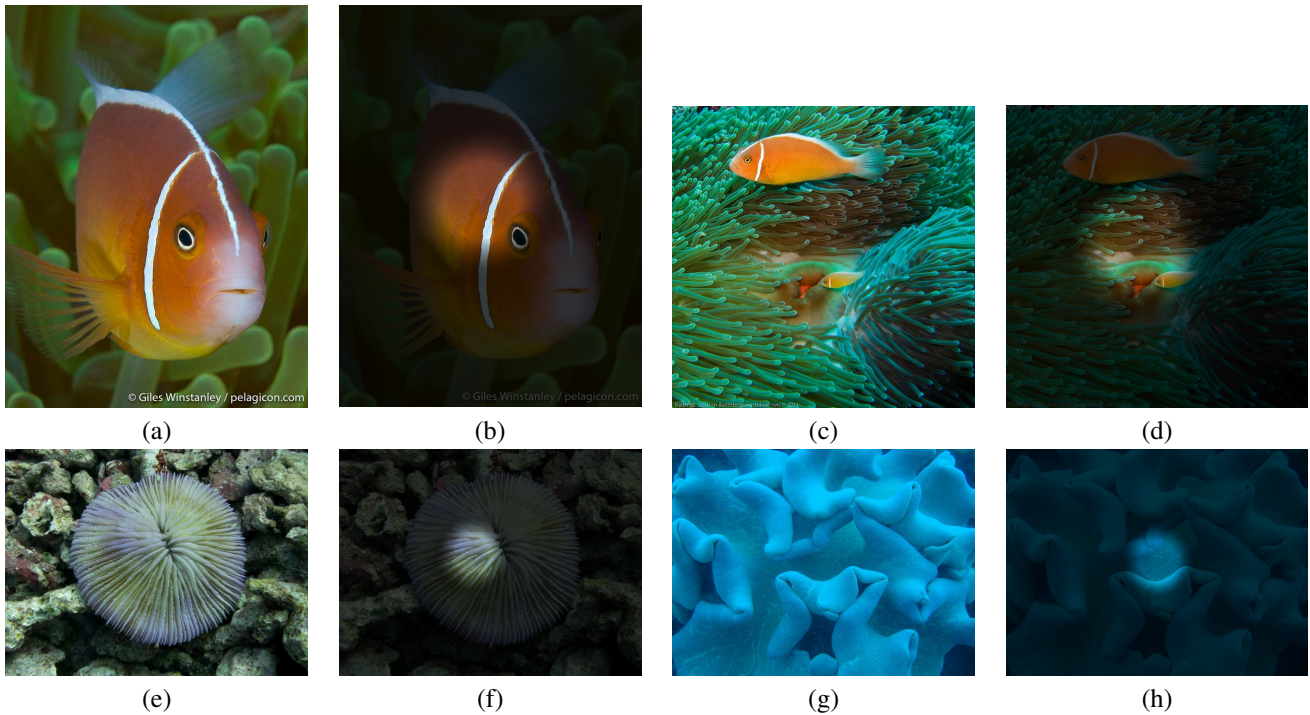 © Giles Winstanley / pelagicon.com
© Giles Winstanley / pelagicon.com
(a)
(b)
(c)
(d)
(e)
(f)
(g)
(h)